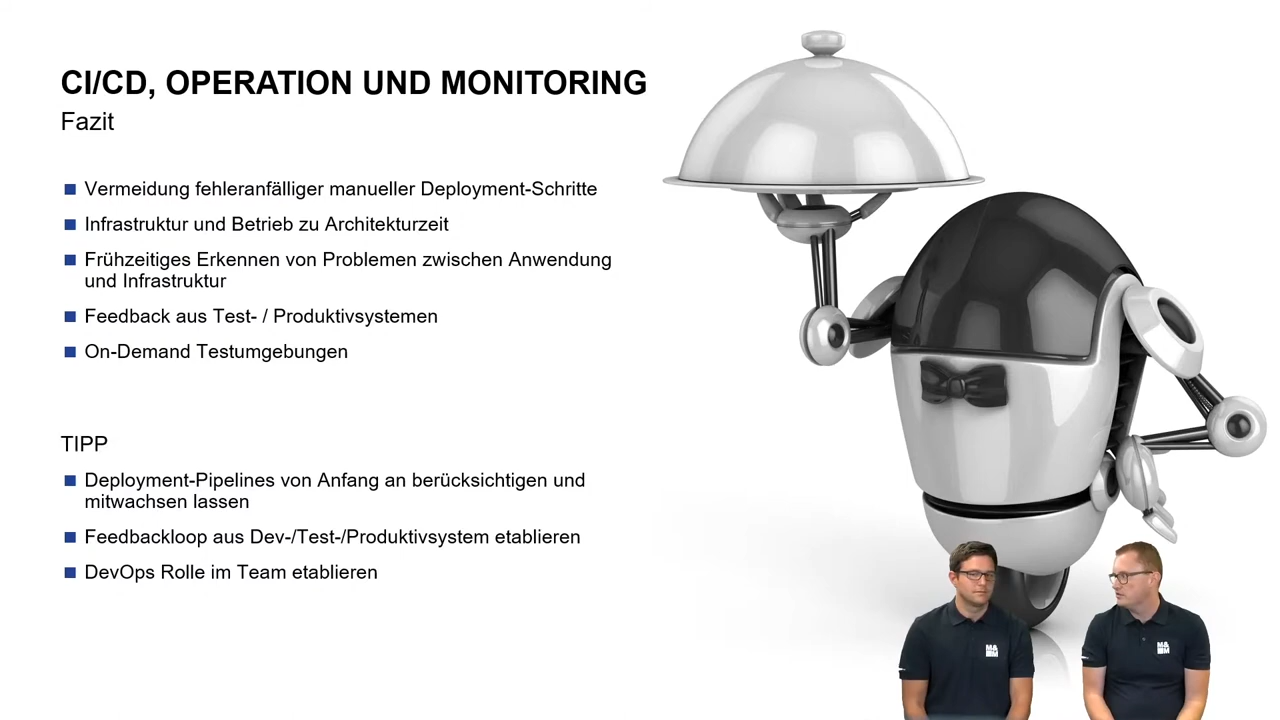 CI/CD, OPERATION UND MONITORING
Fazit
Vermeidung fehleranfälliger manueller Deployment-Schritte
Infrastruktur und Betrieb zu Architekturzeit
Frühzeitiges Erkennen von Problemen zwischen Anwendung
und Infrastruktur
Feedback aus Test- / Produktivsystemen
On-Demand Testumgebungen
TIPP
Deployment-Pipelines von Anfang an berücksichtigen und
mitwachsen lassen
Feedbackloop aus Dev-/Test-/Produktivsystem etablieren
DevOps Rolle im Team etablieren